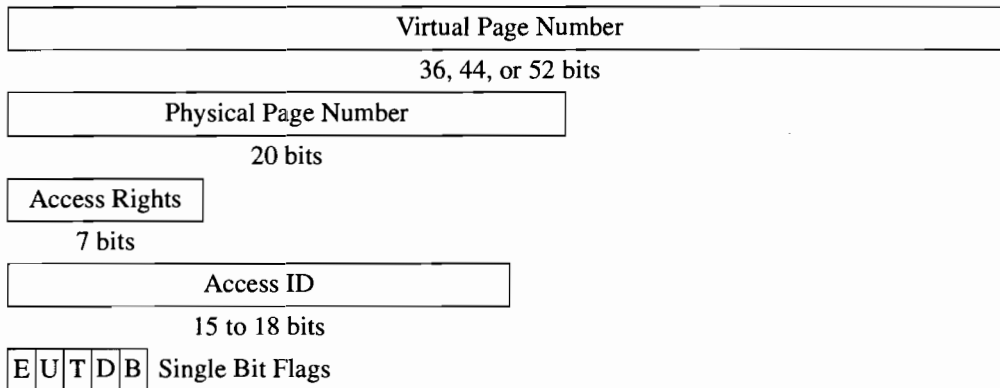 Virtual Page Number
36, 44, or 52 bits
Physical Page Number
20 bits
Access Rights
7 bits
Access ID
15 to 18 bits
E U T D B Single Bit Flags